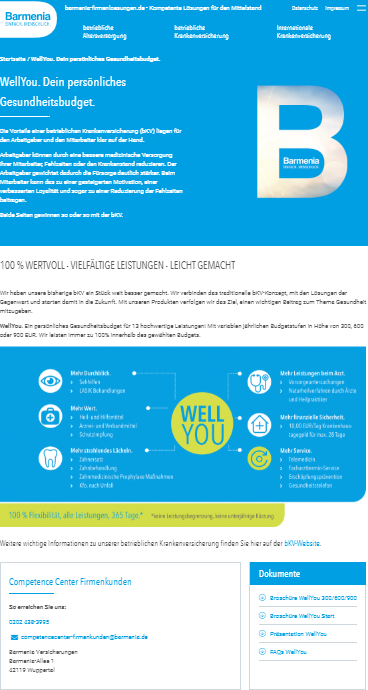 Barmenia
EINFACH. MENSCHLICH.
barmenia-firmenloesungen.de - Kompetente Lösungen für den Mittelstand
Datenschutz Impressum
betriebliche
Altersversorgung
betriebliche
Krankenversicherung
Internationale
Krankenversicherung
Startseite / WellYou. Dein persönliches Gesundheitsbudget.
WellYou. Dein persönliches
Gesundheitsbudget.
Die Vorteile einer betrieblichen Krankenversicherung (bKV) liegen für
den Arbeitgeber und den Mitarbeiter klar auf der Hand.
Arbeitgeber können durch eine bessere medizinische Versorgung
ihrer Mitarbeiter, Fehlzeiten oder den Krankenstand reduzieren. Der
Arbeitgeber gewichtet dadurch die Fürsorge deutlich stärker. Beim
Mitarbeiter kann das zu einer gesteigerten Motivation, einer
verbesserten Loyalität und sogar zu einer Reduzierung der Fehlzeiten
beitragen.
Beide Seiten gewinnen so oder so mit der bKV.
B
Barmenia
100 % WERTVOLL - VIELFÄLTIGE LEISTUNGEN - LEICHT GEMACHT
Wir haben unsere bisherige bKV ein Stück weit besser gemacht. Wir verbinden das traditionelle bKV-Konzept, mit den Lösungen der
Gegenwart und starten damit in die Zukunft. Mit unseren Produkten verfolgen wir das Ziel, einen wichtigen Beitrag zum Thema Gesundheit
mitzugeben.
WellYou. Ein persönliches Gesundheitsbudget für 13 hochwertige Leistungen! Mit variablen jährlichen Budgetstufen in Höhe von 300, 600
oder 900 EUR. Wir leisten immer zu 100% innerhalb des gewählten Budgets.
Mehr Durchblick.
Sehhilfen
LASIK Behandlungen
Mehr Wert.
Heil- und Hilfsmittel
Arznei- und Verbandmittel
Schutzimpfung
Mehr strahlendes Lächeln.
Zahnersatz
Zahnbehandlung
Zahnmedizinische Prophylaxe Maßnahmen
Kfo. nach Unfall
WELL
YOU
Mehr Leistungen beim Arzt.
Vorsorgeuntersuchungen
Naturheilverfahren durch Ärzte
und Heilpraktiker
Mehr finanzielle Sicherheit.
10,00 EUR/Tag Krankenhaus-
tagegeld für max. 28 Tage
Mehr Service.
Telemedizin
Facharzttermin-Service
Erschöpfung prävention
Gesundheitstelefon
100 % Flexibilität, alle Leistungen, 365 Tage.* *keine Leistungsbegrenzung, keine unterjährige Kürzung
Weitere wichtige Informationen zu unserer betrieblichen Krankenversicherung finden Sie hier auf der bKV-Website.
Competence Center Firmenkunden
So erreichen Sie uns:
0202 438-3995
competencecenter-firmenkunden@barmenia.de
Barmenia Versicherungen
Barmenia-Allee 1
42119 Wuppertal
Dokumente
Broschüre WellYou 300/600/900
Broschüre WellYou Start
Präsentation WellYou
FAQs WellYou